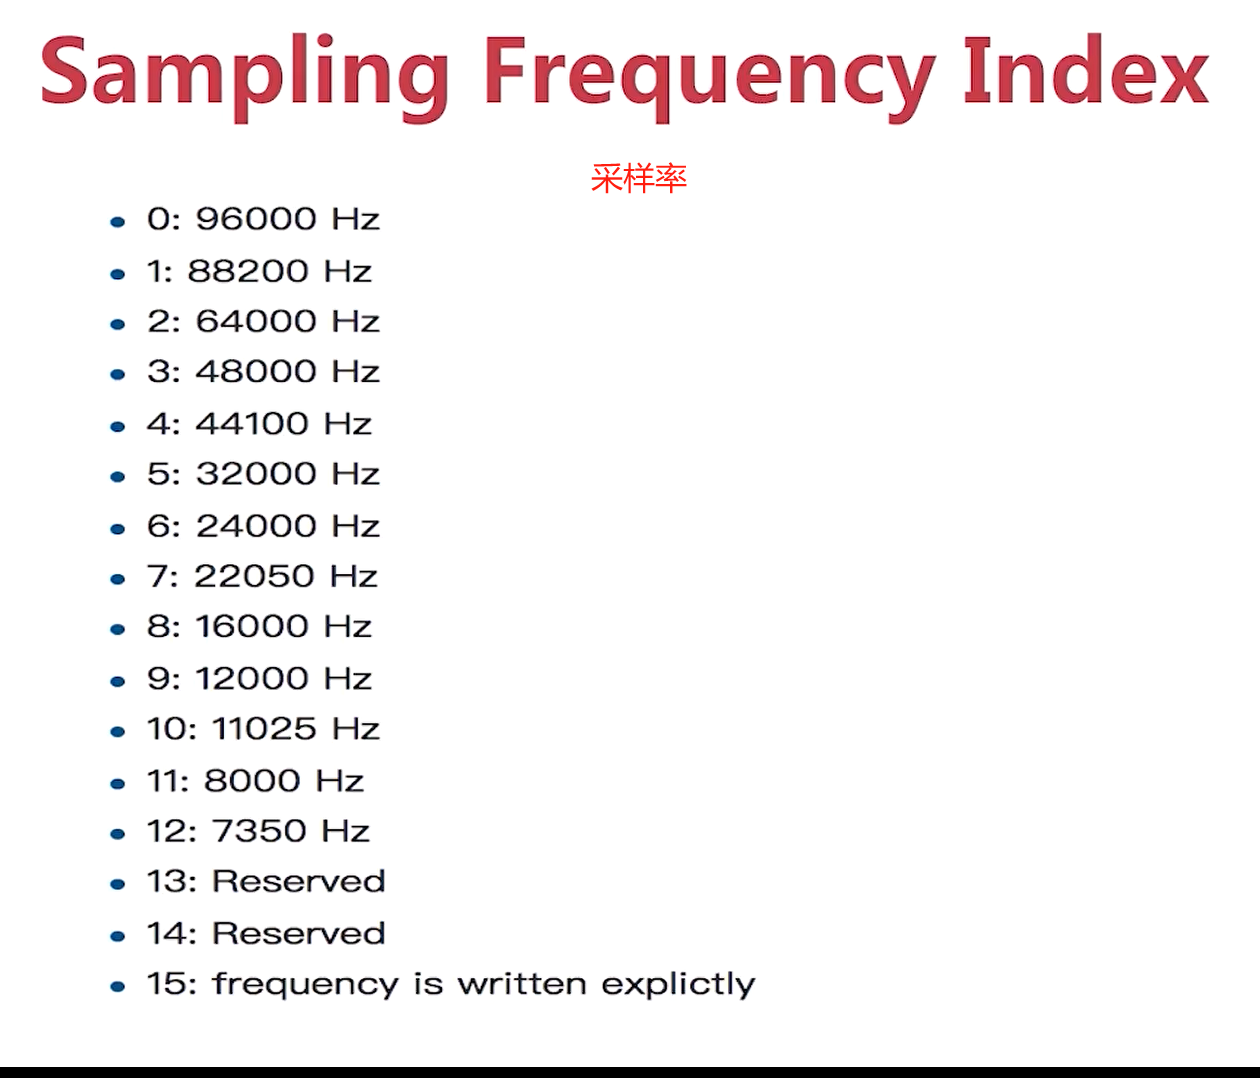 Sampling Frequency Index
采样率
• 0: 96000 Hz
• 1: 88200 Hz
• 2: 64000 Hz
• 3: 48000 Hz
• 4: 44100 Hz
• 5: 32000 Hz
• 6: 24000 Hz
• 7: 22050 Hz
• 8: 16000 Hz
• 9: 12000 Hz
• 10: 11025 Hz
• 11: 8000 Hz
• 12: 7350 Hz
• 13: Reserved
• 14: Reserved
• 15: frequency is written explictly